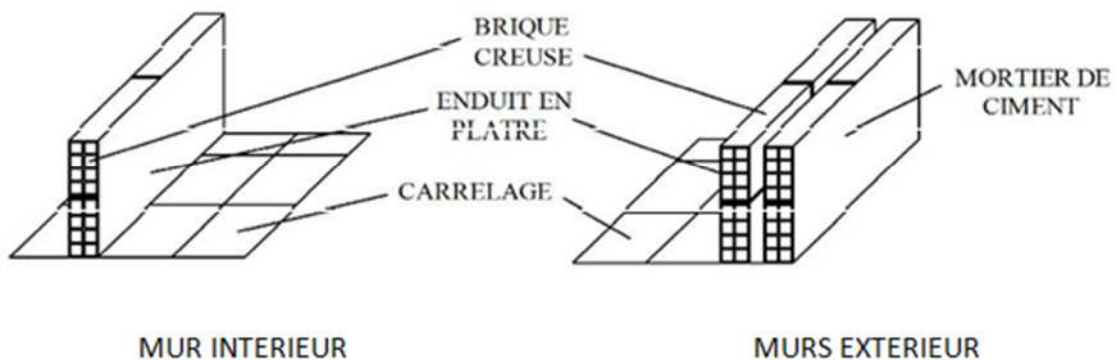 BRIQUE
CREUSE
ENDUIT EN
PLATRE
CARRELAGE
MORTIER DE
CIMENT
MUR INTERIEUR
MURS EXTERIEUR